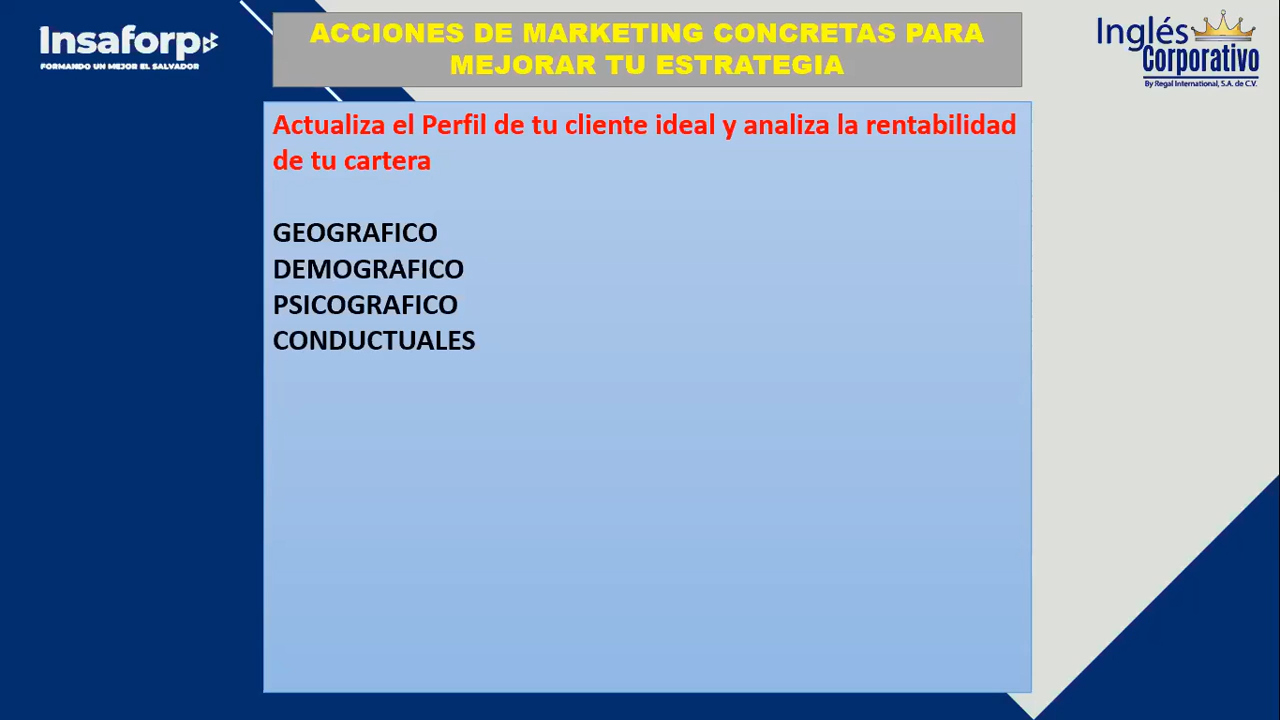 Insaforp
FORMANDO UN MEJOR EL SALVADOR
ACCIONES DE MARKETING CONCRETAS PARA
MEJORAR TU ESTRATEGIA
Inglés
Corporativo
By Regal International, S.A. de C.V.
Actualiza el Perfil de tu cliente ideal y analiza la rentabilidad
de tu cartera
GEOGRAFICO
DEMOGRAFICO
PSICOGRAFICO
CONDUCTUALES